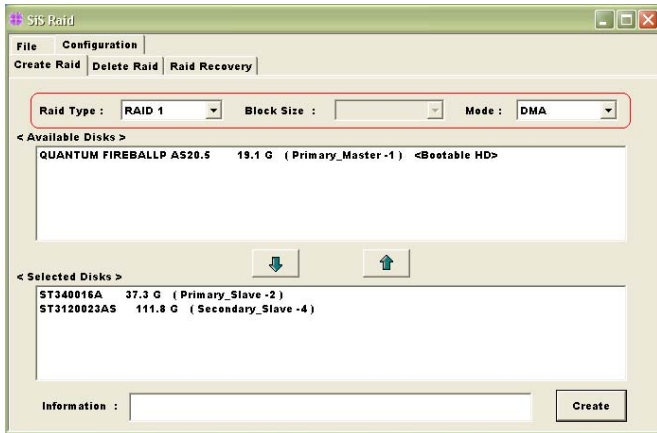 SiS Raid
File Configuration
Create Raid Delete Raid Raid Recovery
Raid Type : RAID 1 Block Size : Mode : DMA
< Available Disks >
QUANTUM FIREBALLP AS20.5 19.1 G ( Primary_Master -1 ) <Bootable HD>
< Selected Disks >
ST340016A 37.3 G ( Primary_Slave -2 )
ST3120023AS 111.8 G ( Secondary_Slave -4 )
Information : Create